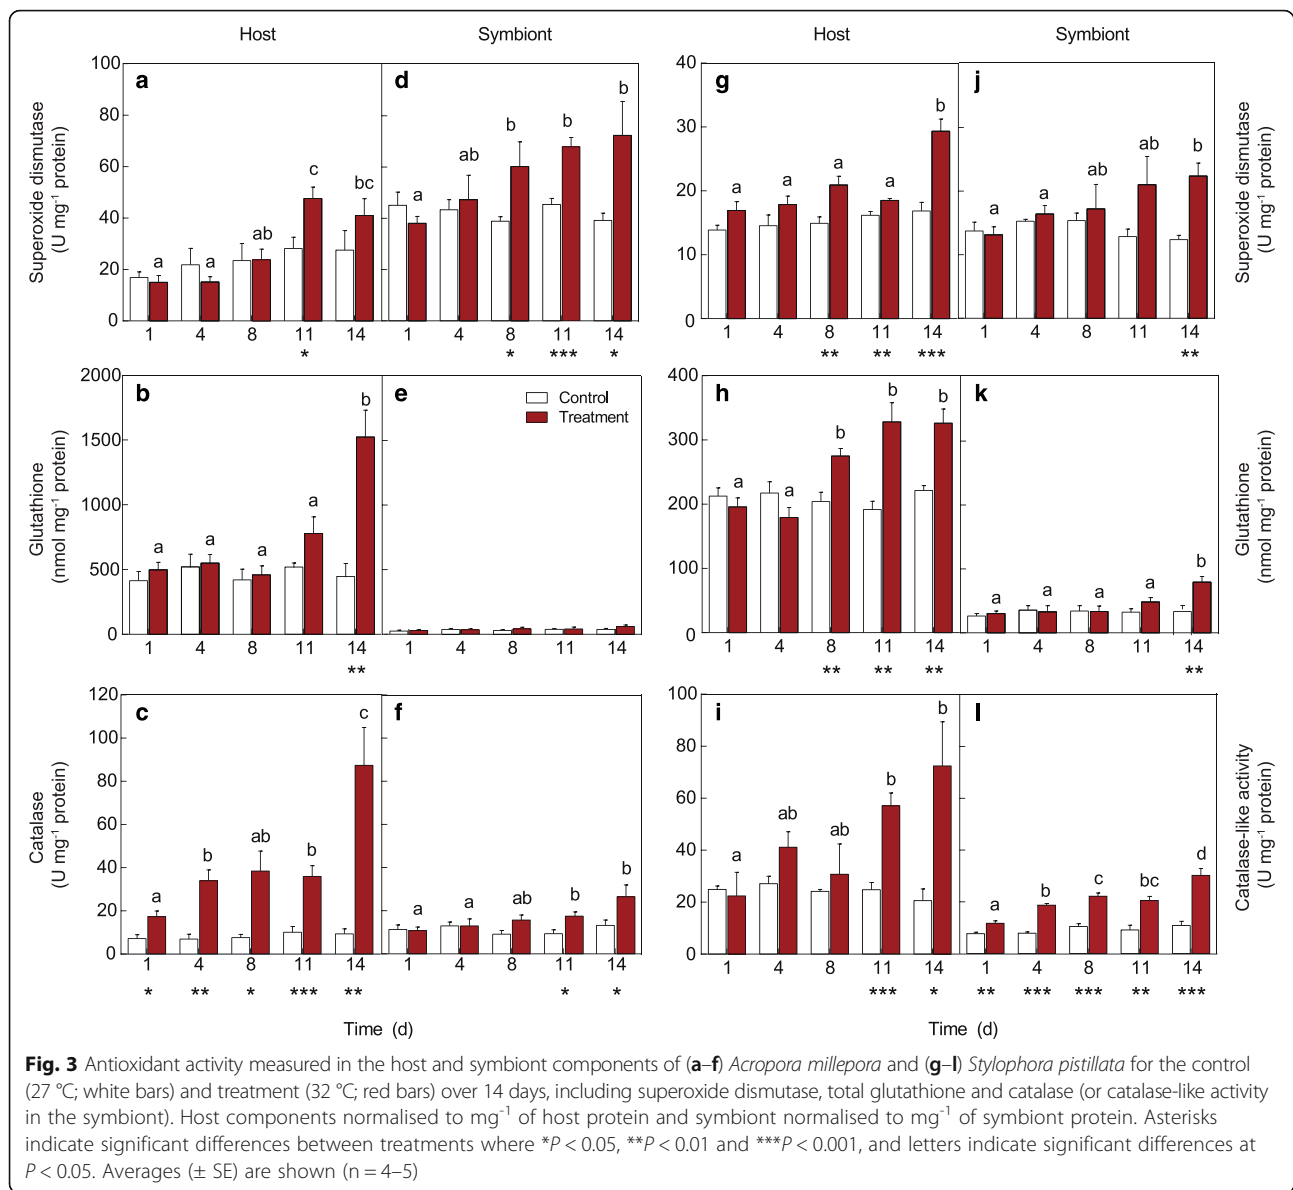 Host Symbiont Host Symbiont
a
b
c
100
80
60
40
20
0
Superoxide dismutase
(U mg⁻¹ protein)
a a ab c bc
1 4 8 11 14
*
d
a ab b b b
1 4 8 11 14
* *** *
g
40
30
20
10
0
a a a a b
1 4 8 11 14
** ** ***
j
a a ab ab b
1 4 8 11 14
**
Superoxide dismutase
(U mg⁻¹ protein)
2000
1500
1000
500
0
Glutathione
(nmol mg⁻¹ protein)
a a a a b
1 4 8 11 14
**
e
Control
Treatment
1 4 8 11 14
h
400
300
200
100
0
a a b b b
1 4 8 11 14
** ** **
k
a a a a b
1 4 8 11 14
**
Glutathione
(nmol mg⁻¹ protein)
120
100
80
60
40
20
0
Catalase
(U mg⁻¹ protein)
a b ab b c
1 4 8 11 14
* ** * *** **
f
a a ab b b
1 4 8 11 14
* *
i
100
80
60
40
20
0
a ab ab b b
1 4 8 11 14
*** *
l
a b c bc d
1 4 8 11 14
** *** *** ** ***
Catalase-like activity
(U mg⁻¹ protein)
Time (d) Time (d)
Fig. 3 Antioxidant activity measured in the host and symbiont components of (a–f) Acropora millepora and (g–l) Stylophora pistillata for the control
(27 °C; white bars) and treatment (32 °C; red bars) over 14 days, including superoxide dismutase, total glutathione and catalase (or catalase-like activity
in the symbiont). Host components normalised to mg⁻¹ of host protein and symbiont normalised to mg⁻¹ of symbiont protein. Asterisks
indicate significant differences between treatments where *P < 0.05, **P < 0.01 and ***P < 0.001, and letters indicate significant differences at
P < 0.05. Averages (± SE) are shown (n = 4–5)